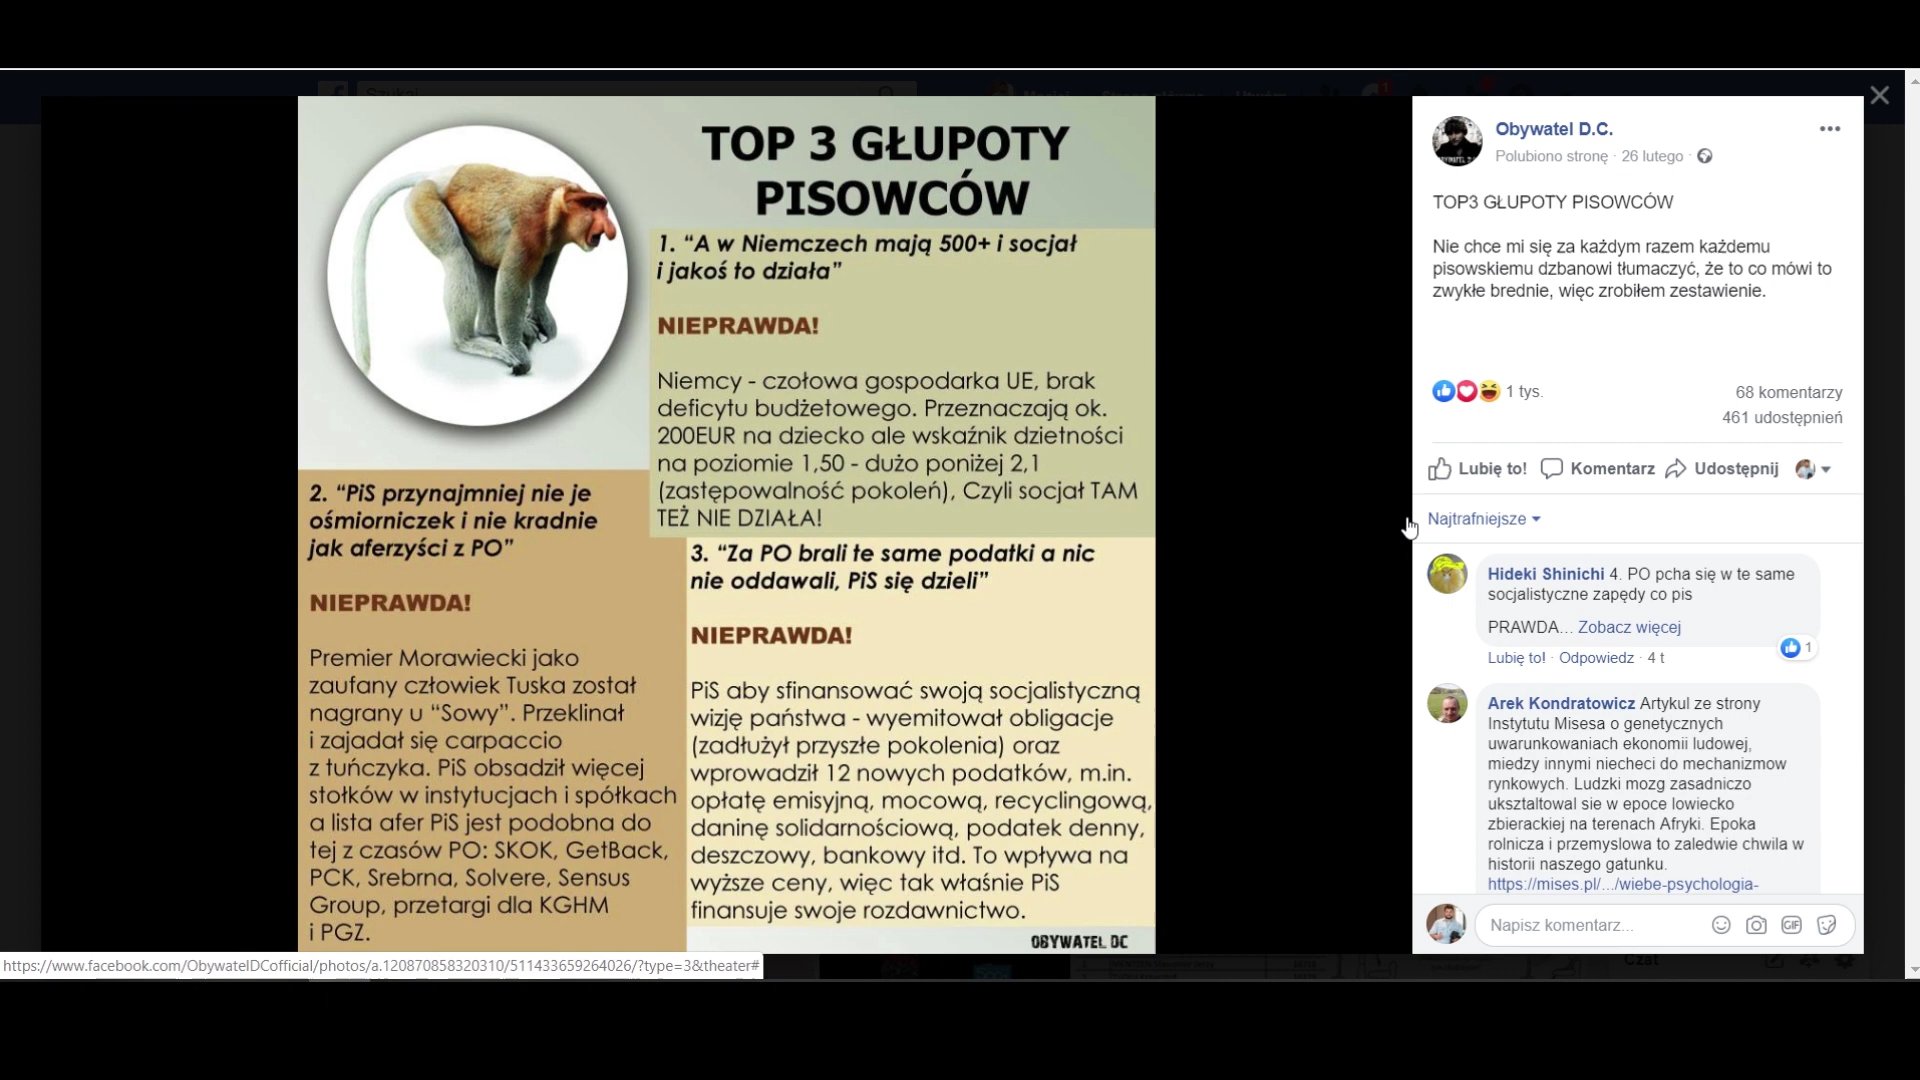 Szukaj
TOP 3 GŁUPOTY
PISOWCÓW
1. “A w Niemczech mają 500+ i socjał
i jakoś to działa”
NIEPRAWDA!
Niemcy - czołowa gospodarka UE, brak
deficytu budżetowego. Przeznaczają ok.
200EUR na dziecko ale wskaźnik dzietności
na poziomie 1,50 - dużo poniżej 2,1
(zastępowalność pokoleń), Czyli socjał TAM
TEŻ NIE DZIAŁA!
2. “PiS przynajmniej nie je
ośmiorniczek i nie kradnie
jak aferzyści z PO”
NIEPRAWDA!
Premier Morawiecki jako
zaufany człowiek Tuska został
nagrany u “Sowy”. Przeklinał
i zajadał się carpaccio
z tuńczyka. PiS obsadził więcej
stołków w instytucjach i spółkach
a lista afer PiS jest podobna do
tej z czasów PO: SKOK, GetBack,
PCK, Srebrna, Solvere, Sensus
Group, przetargi dla KGHM
i PGZ.
3. “Za PO brali te same podatki a nic
nie oddawali, PiS się dzieli”
NIEPRAWDA!
PiS aby sfinansować swoją socjalistyczną
wizję państwa - wyemitował obligacje
(zadłużył przyszłe pokolenia) oraz
wprowadził 12 nowych podatków, m.in.
opłatę emisyjną, mocową, recyclingową,
daninę solidarnościową, podatek denny,
deszczowy, bankowy itd. To wpływa na
wyższe ceny, więc tak właśnie PiS
finansuje swoje rozdawnictwo.
OBYWATEL DC
Obywatel D.C.
Polubiono stronę · 26 lutego ·
TOP3 GŁUPOTY PISOWCÓW
Nie chce mi się za każdym razem każdemu
pisowskiemu dzbanowi tłumaczyć, że to co mówi to
zwykłe brednie, więc zrobiłem zestawienie.
1 tys.
68 komentarzy
461 udostępnień
Lubię to! Komentarz Udostępnij
Najtrafniejsze
Hideki Shinichi 4. PO pcha się w te same
socjalistyczne zapędy co pis
PRAWDA... Zobacz więcej
1
Lubię to! · Odpowiedz · 4 t
Arek Kondratowicz Artykul ze strony
Instytutu Misesa o genetycznych
uwarunkowaniach ekonomii ludowej,
miedzy innymi niecheci do mechanizmow
rynkowych. Ludzki mozg zasadniczo
uksztaltowal sie w epoce lowiecko
zbierackiej na terenach Afryki. Epoka
rolnicza i przemyslowa to zaledwie chwila w
historii naszego gatunku.
https://mises.pl/.../wiebe-psychologia-
Napisz komentarz...
GIF
Czat
https://www.facebook.com/ObywatelDCofficial/photos/a.120870858320310/511433659264026/?type=3&theater#